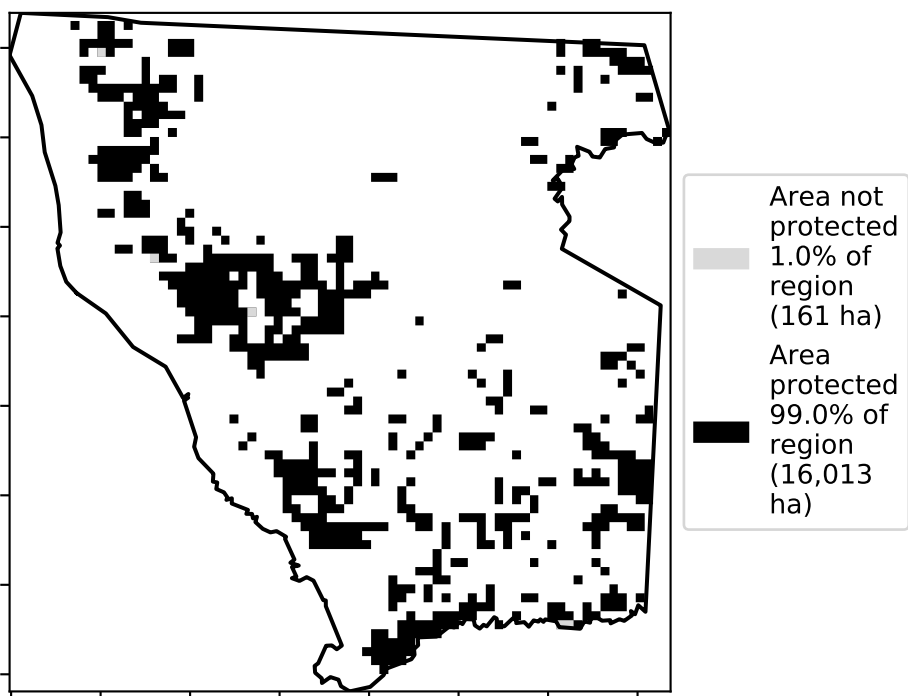 Area not
protected
1.0% of
region
(161 ha)
Area
protected
99.0% of
region
(16,013
ha)